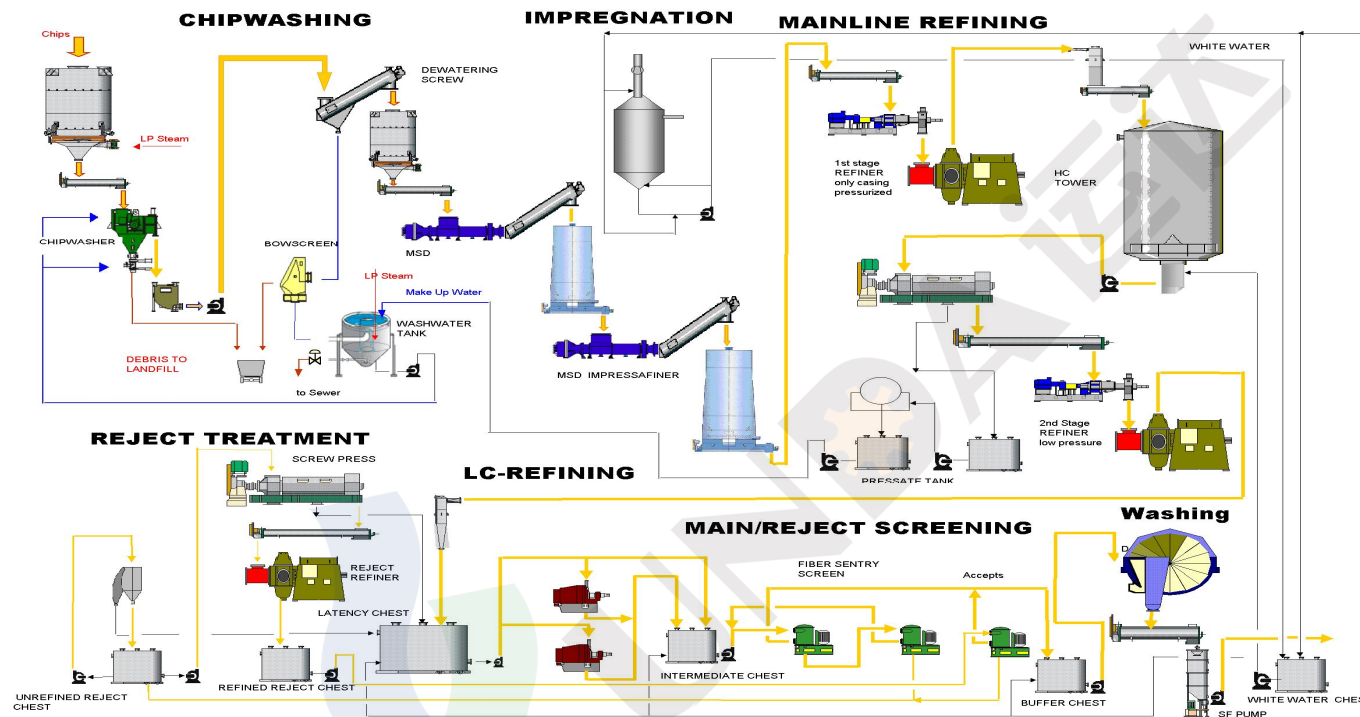 CHIPWASHING
IMPREGNATION
MAINLINE REFINING
Chips
DEWATERING
SCREW
WHITE WATER
LP Steam
1st stage
REFINER
only casing
pressurized
HC
TOWER
CHIPWASHER
BOWSCREEN
MSD
LP Steam
Make Up Water
WASHWATER
TANK
DEBRIS TO
LANDFILL
to Sewer
MSD IMPRESSAFINER
2nd Stage
REFINER
low pressure
PRESSATE TANK
REJECT TREATMENT
SCREW PRESS
LC-REFINING
MAIN/REJECT SCREENING
Washing
REJECT
REFINER
FIBER SENTRY
SCREEN
Accepts
D
LATENCY CHEST
UNREFINED REJECT
CHEST
REFINED REJECT CHEST
INTERMEDIATE CHEST
BUFFER CHEST
SF PUMP
WHITE WATER CHES
UNDA